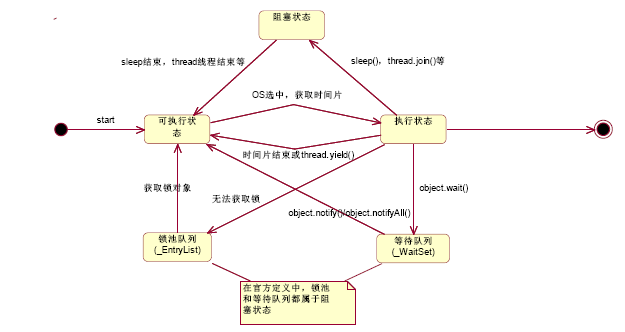 阻塞状态
sleep结束，thread线程结束等
sleep()，thread.join()等
OS选中，获取时间片
start
可执行状
态
执行状态
时间片结束或thread.yield()
获取锁对象
无法获取锁
object.wait()
object.notify()/object.notifyAll()
锁池队列
(_EntryList)
等待队列
(_WaitSet)
在官方定义中，锁池
和等待队列都属于阻
塞状态